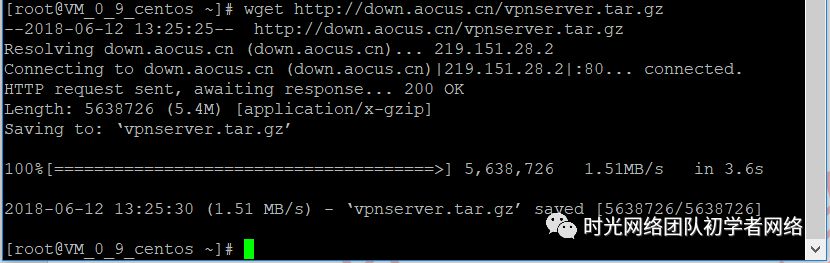 [root@VM_0_9_centos ~]# wget http://down.aocus.cn/vpnserver.tar.gz
--2018-06-12 13:25:25--  http://down.aocus.cn/vpnserver.tar.gz
Resolving down.aocus.cn (down.aocus.cn)... 219.151.28.2
Connecting to down.aocus.cn (down.aocus.cn)|219.151.28.2|:80... connected.
HTTP request sent, awaiting response... 200 OK
Length: 5638726 (5.4M) [application/x-gzip]
Saving to: ‘vpnserver.tar.gz’
100%[======================================>] 5,638,726   1.51MB/s   in 3.6s
2018-06-12 13:25:30 (1.51 MB/s) - ‘vpnserver.tar.gz’ saved [5638726/5638726]
时光网络团队初学者网络
[root@VM_0_9_centos ~]#